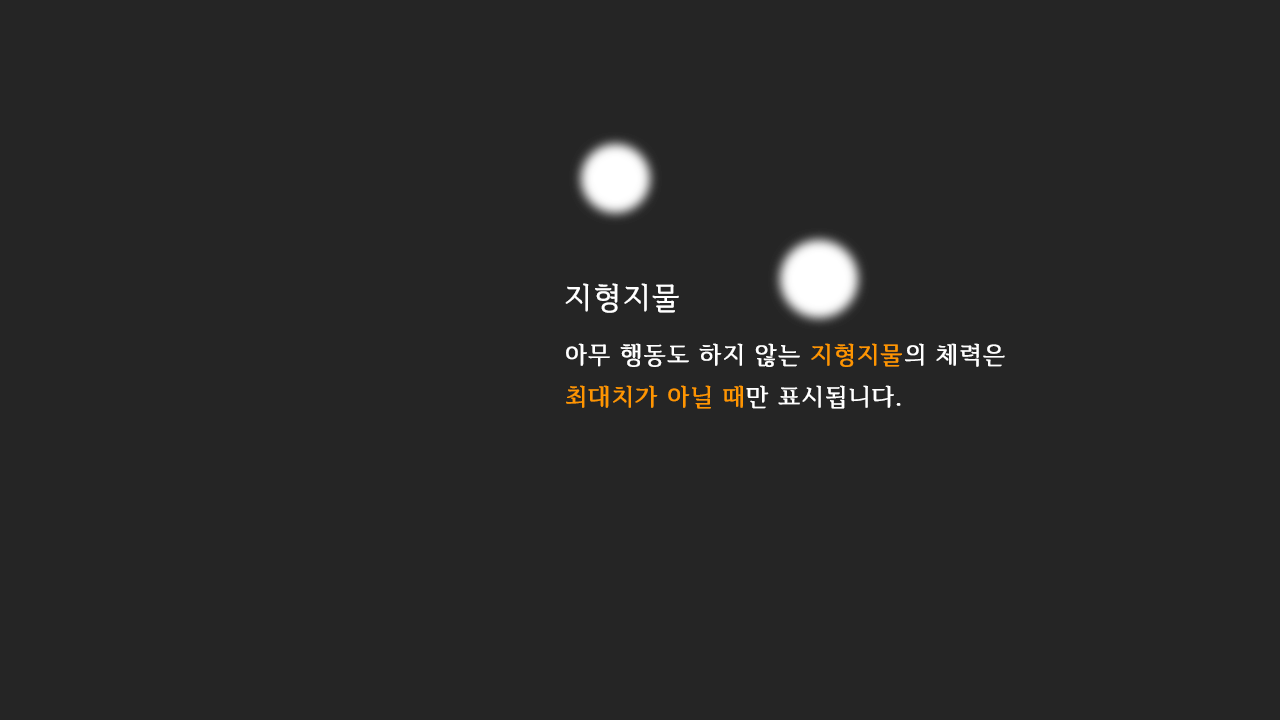 지형지물
아무 행동도 하지 않는 지형지물의 체력은
최대치가 아닐 때만 표시됩니다.